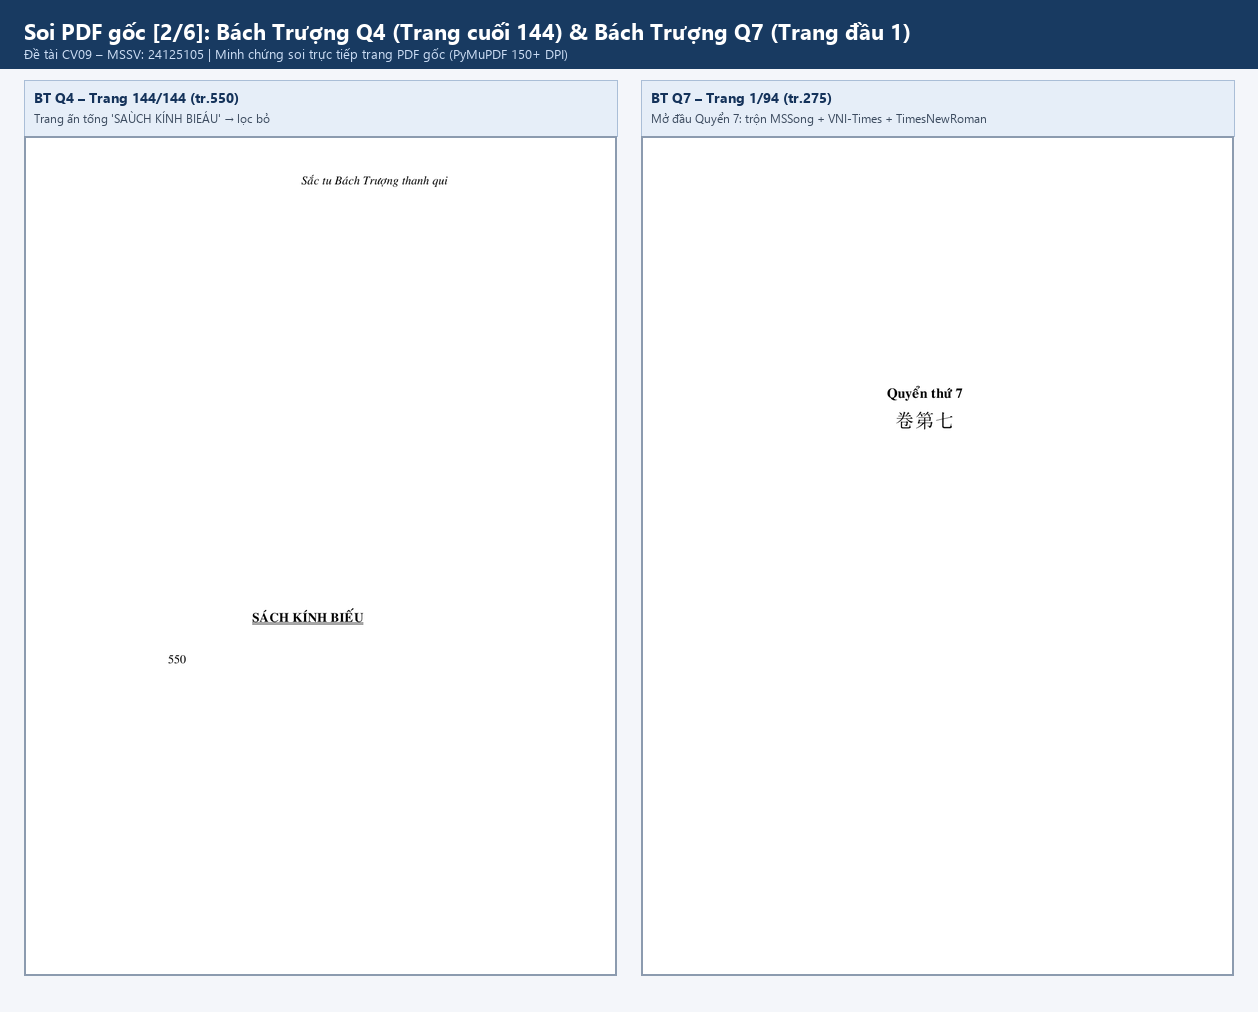 Soi PDF gốc [2/6]: Bách Trượng Q4 (Trang cuối 144) & Bách Trượng Q7 (Trang đầu 1)
Đề tài CV09 – MSSV: 24125105 | Minh chứng soi trực tiếp trang PDF gốc (PyMuPDF 150+ DPI)
BT Q4 – Trang 144/144 (tr.550)
Trang ấn tống 'SAÙCH KÍNH BIEÁU' → lọc bỏ
Sắc tu Bách Trượng thanh qui
SÁCH KÍNH BIẾU
550
BT Q7 – Trang 1/94 (tr.275)
Mở đầu Quyển 7: trộn MSSong + VNI-Times + TimesNewRoman
Quyển thứ 7
卷第七